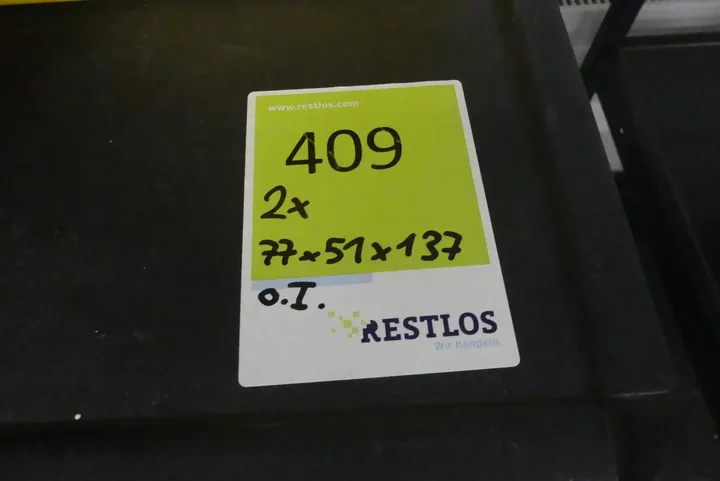 www.restlos.com
409
2x
77x51x137
o.I.
RESTLOS
Wir handeln